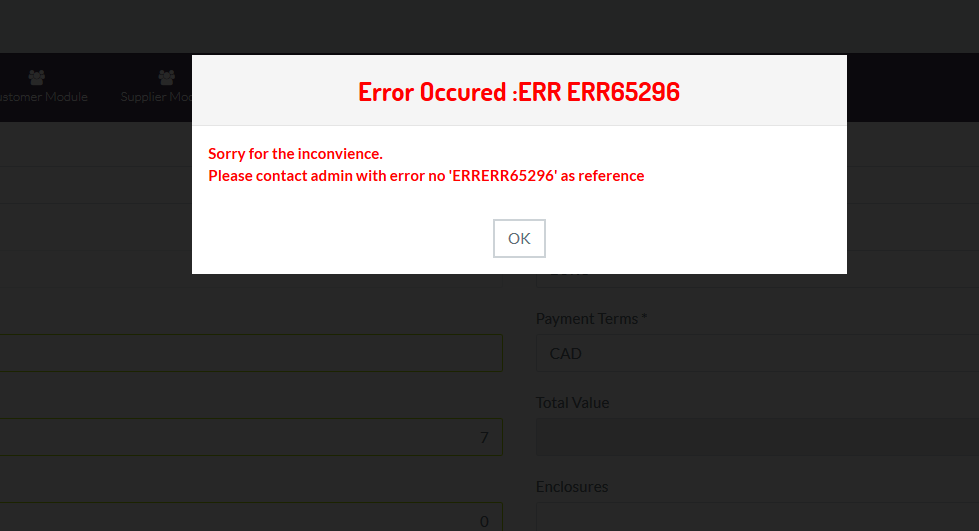 ustomer Module
Supplier Mod
Error Occured :ERR ERR65296
Sorry for the inconvience.
Please contact admin with error no 'ERRERR65296' as reference
OK
Payment Terms *
CAD
7
Total Value
0
Enclosures